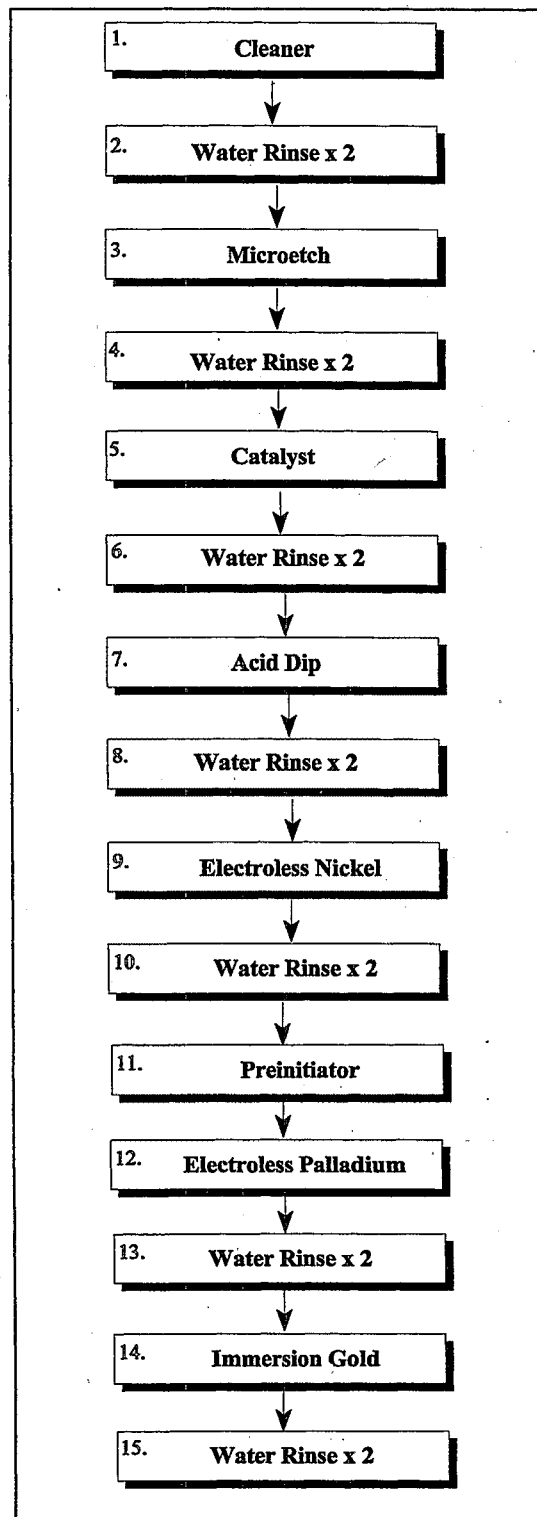 1. Cleaner
2. Water Rinse x 2
3. Microetch
4. Water Rinse x 2
5. Catalyst
6. Water Rinse x 2
7. Acid Dip
8. Water Rinse x 2
9. Electroless Nickel
10. Water Rinse x 2
11. Preinitiator
12. Electroless Palladium
13. Water Rinse x 2
14. Immersion Gold
15. Water Rinse x 2